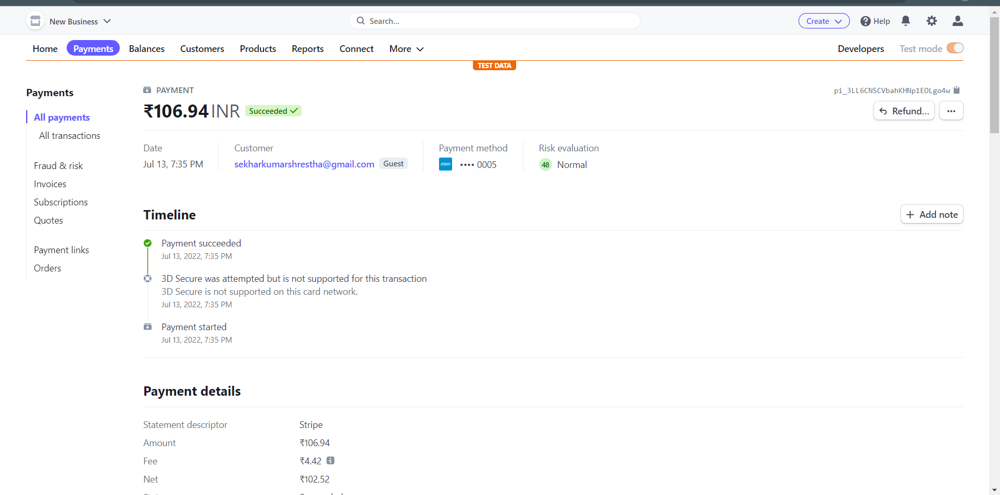 New Business
Search...
Create
Help
Home
Payments
Balances
Customers
Products
Reports
Connect
More
Developers
Test mode
TEST DATA
Payments
All payments
All transactions
Fraud & risk
Invoices
Subscriptions
Quotes
Payment links
Orders
PAYMENT
pi_3LL6CNSCVbahKHNp1EOLgo4w
₹106.94 INR Succeeded
Refund...
Date
Jul 13, 7:35 PM
Customer
sekharkumarshrestha@gmail.com Guest
Payment method
•••• 0005
Risk evaluation
48 Normal
Timeline
Add note
Payment succeeded
Jul 13, 2022, 7:35 PM
3D Secure was attempted but is not supported for this transaction
3D Secure is not supported on this card network.
Jul 13, 2022, 7:35 PM
Payment started
Jul 13, 2022, 7:35 PM
Payment details
Statement descriptor Stripe
Amount ₹106.94
Fee ₹4.42
Net ₹102.52